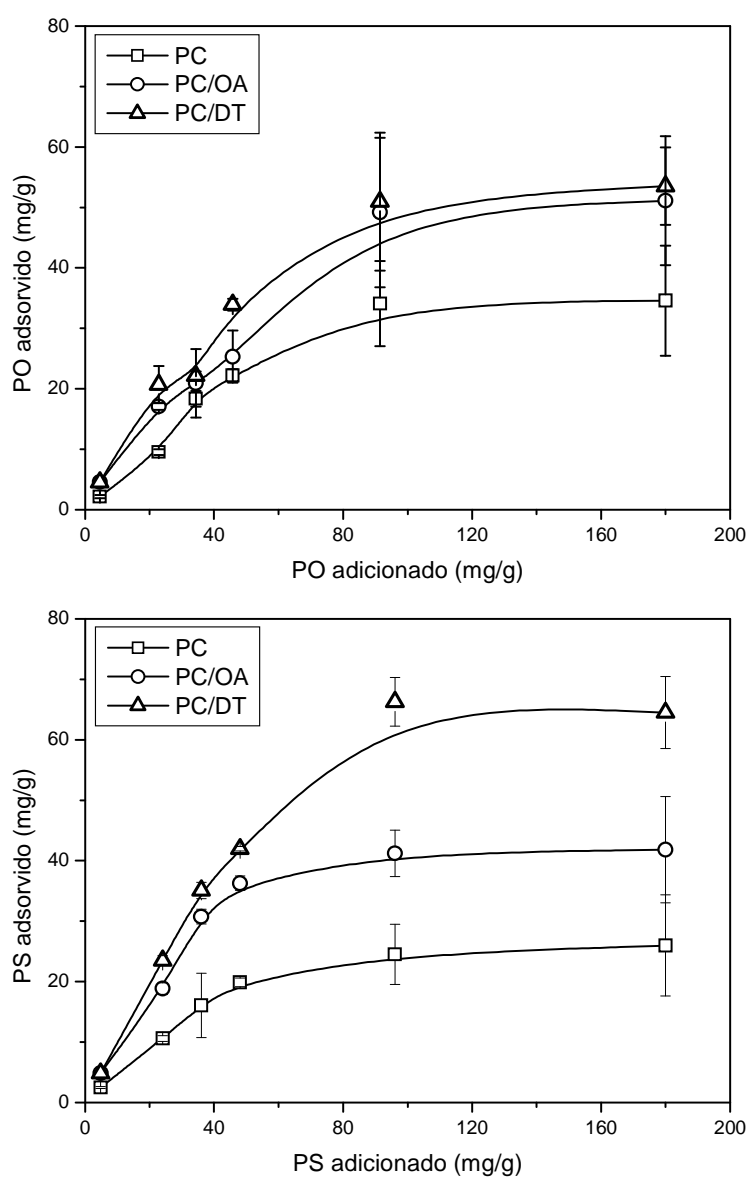 80
60
40
20
0
PO adsorvido (mg/g)
PC
PC/OA
PC/DT
0 40 80 120 160 200
PO adicionado (mg/g)
80
60
40
20
0
PS adsorvido (mg/g)
PC
PC/OA
PC/DT
0 40 80 120 160 200
PS adicionado (mg/g)